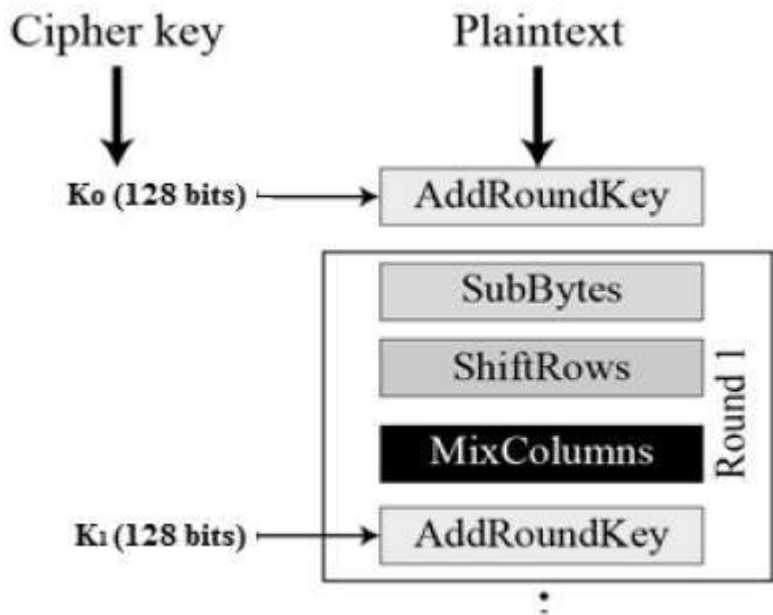 Cipher key
Plaintext
K0 (128 bits)
AddRoundKey
SubBytes
ShiftRows
Round 1
MixColumns
K1 (128 bits)
AddRoundKey